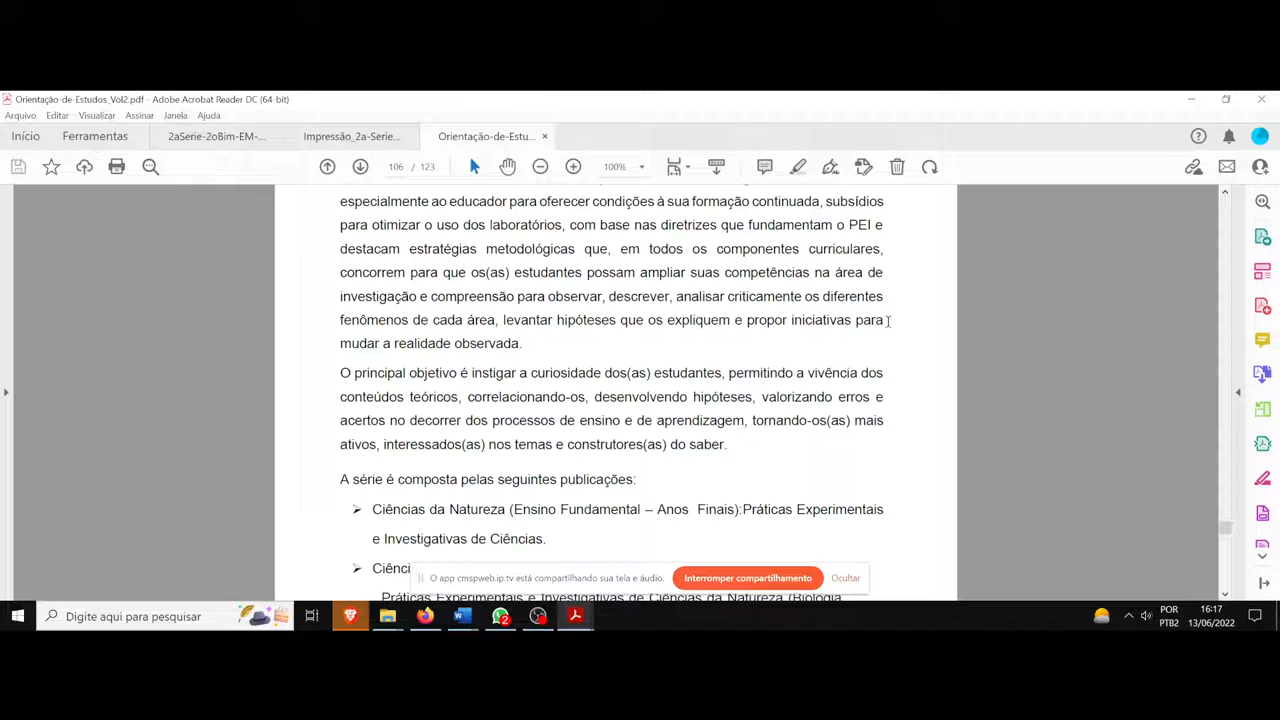 Orientação-de-Estudos_Vol2.pdf - Adobe Acrobat Reader DC (64-bit)
Arquivo Editar Visualizar Assinar Janela Ajuda
Início Ferramentas 2aSerie-2oBim-EM-... Impressão_2a-Serie... Orientação-de-Estu... ×
106 / 123 100%
especialmente ao educador para oferecer condições à sua formação continuada, subsídios
para otimizar o uso dos laboratórios, com base nas diretrizes que fundamentam o PEI e
destacam estratégias metodológicas que, em todos os componentes curriculares,
concorrem para que os(as) estudantes possam ampliar suas competências na área de
investigação e compreensão para observar, descrever, analisar criticamente os diferentes
fenômenos de cada área, levantar hipóteses que os expliquem e propor iniciativas para
mudar a realidade observada.
O principal objetivo é instigar a curiosidade dos(as) estudantes, permitindo a vivência dos
conteúdos teóricos, correlacionando-os, desenvolvendo hipóteses, valorizando erros e
acertos no decorrer dos processos de ensino e de aprendizagem, tornando-os(as) mais
ativos, interessados(as) nos temas e construtores(as) do saber.
A série é composta pelas seguintes publicações:
➢ Ciências da Natureza (Ensino Fundamental – Anos Finais):Práticas Experimentais
e Investigativas de Ciências.
➢ Ciênci
O app cmspweb.ip.tv está compartilhando sua tela e áudio. Interromper compartilhamento Ocultar
Práticas Experimentais e Investigativas de Ciências da Natureza (Biologia,
Digite aqui para pesquisar
2
POR
PTB2
16:17
13/06/2022